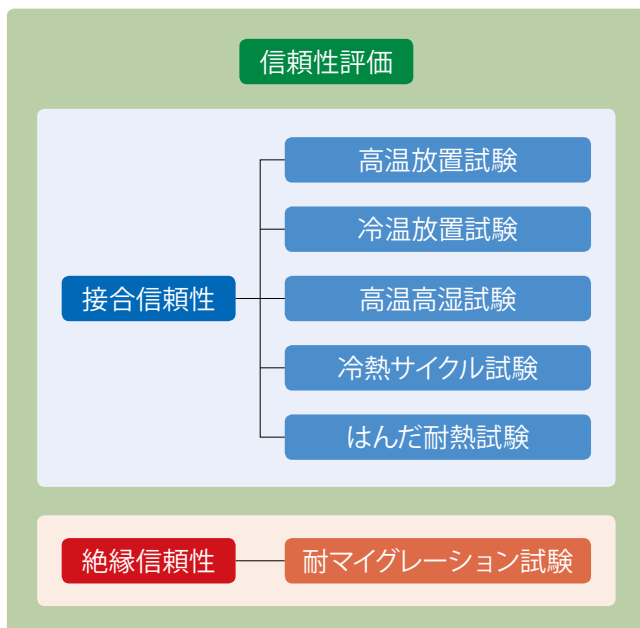 信頼性評価
接合信頼性
高温放置試験
冷温放置試験
高温高湿試験
冷熱サイクル試験
はんだ耐熱試験
絶縁信頼性
耐マイグレーション試験